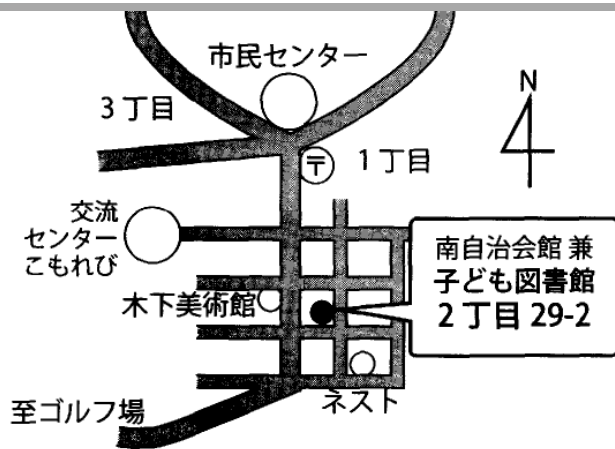 市民センター
N
3丁目
〒
1丁目
交流
センター
こもれび
南自治会館 兼
子ども図書館
2丁目 29-2
木下美術館
ネスト
至ゴルフ場